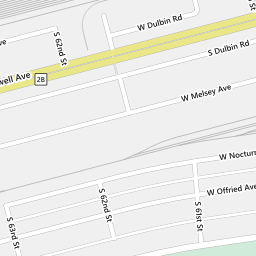 W Dulbin Rd
S 62nd St
S Dulbin Rd
well Ave
28
W Melsey Ave
W Nocturn
W Offried Ave
S 63rd St
S 62nd St
S 61st St